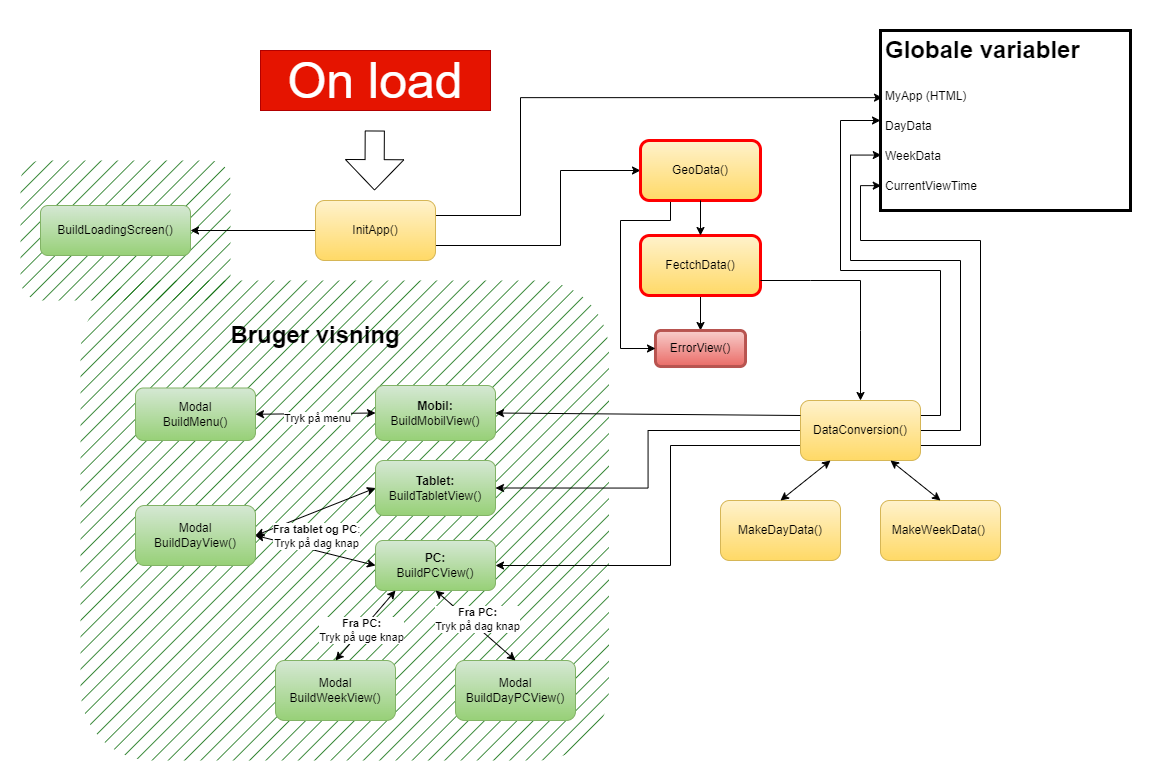 On load
Globale variabler
MyApp (HTML)
DayData
WeekData
CurrentViewTime
GeoData()
BuildLoadingScreen()
InitApp()
FectchData()
ErrorView()
Bruger visning
Modal
BuildMenu()
Tryk på menu
Mobil:
BuildMobilView()
DataConversion()
Tablet:
BuildTabletView()
Modal
BuildDayView()
Fra tablet og PC:
Tryk på dag knap
PC:
BuildPCView()
MakeDayData()
MakeWeekData()
Fra PC:
Tryk på uge knap
Fra PC:
Tryk på dag knap
Modal
BuildWeekView()
Modal
BuildDayPCView()